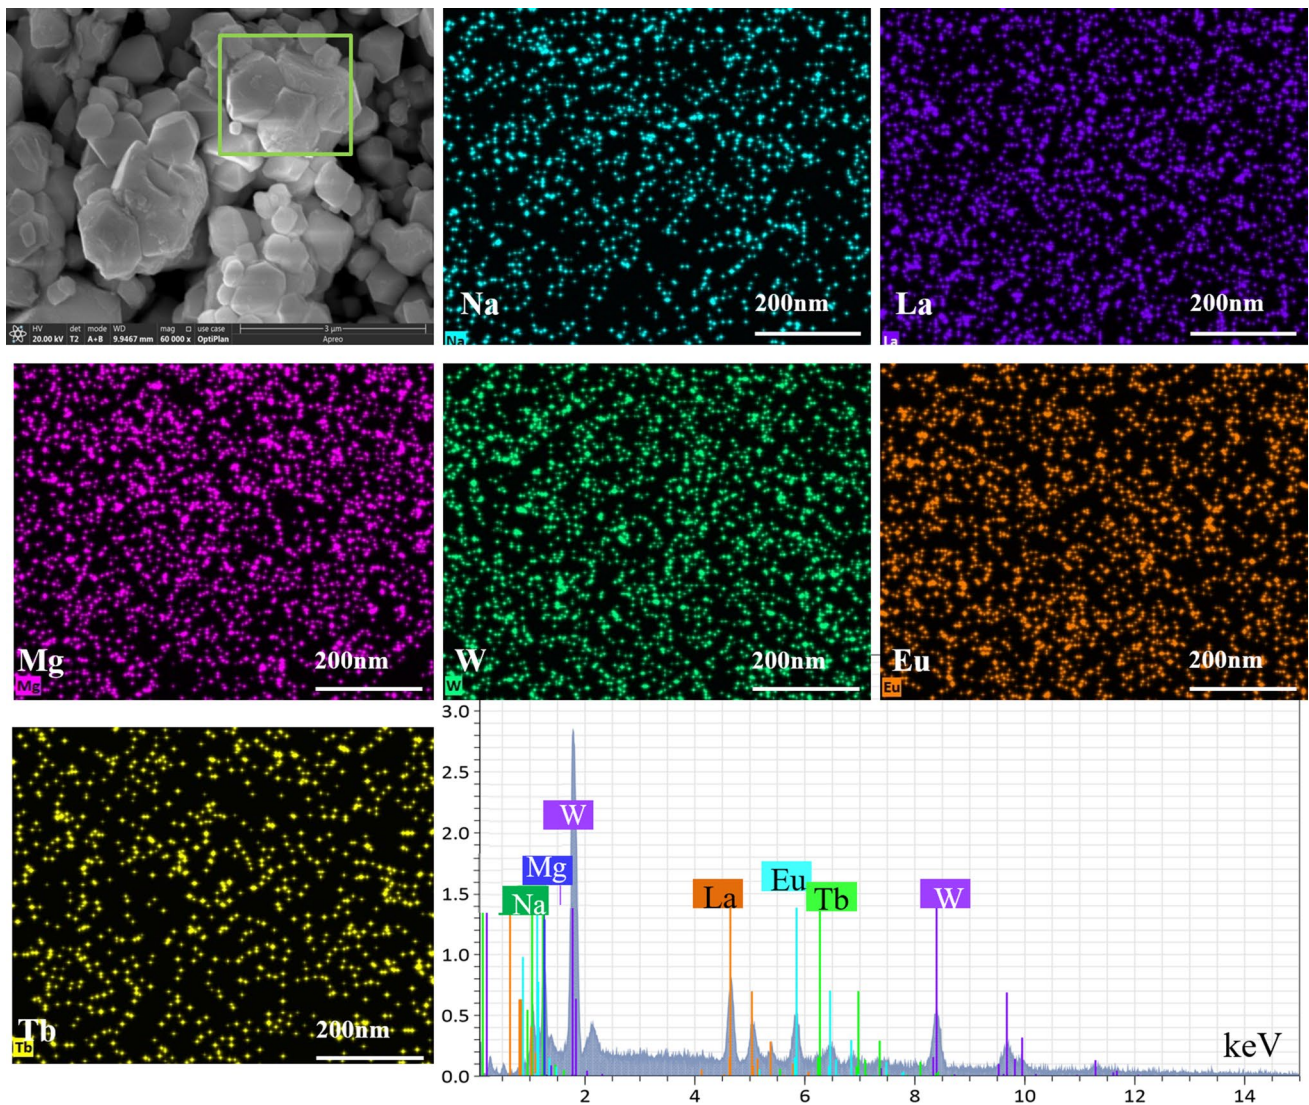 HV det mode WD mag □ use case 3 µm
20.00 kV T2 A+B 9.9467 mm 60 000 x OptiPlan Apreo
Na 200nm
Na
La 200nm
La
Mg 200nm
Mg
W 200nm
W
Eu 200nm
Eu
Tb 200nm
Tb
3.0
2.5
2.0
1.5
1.0
0.5
0.0
W
Mg
Na
La
Eu
Tb
W
keV
2 4 6 8 10 12 14